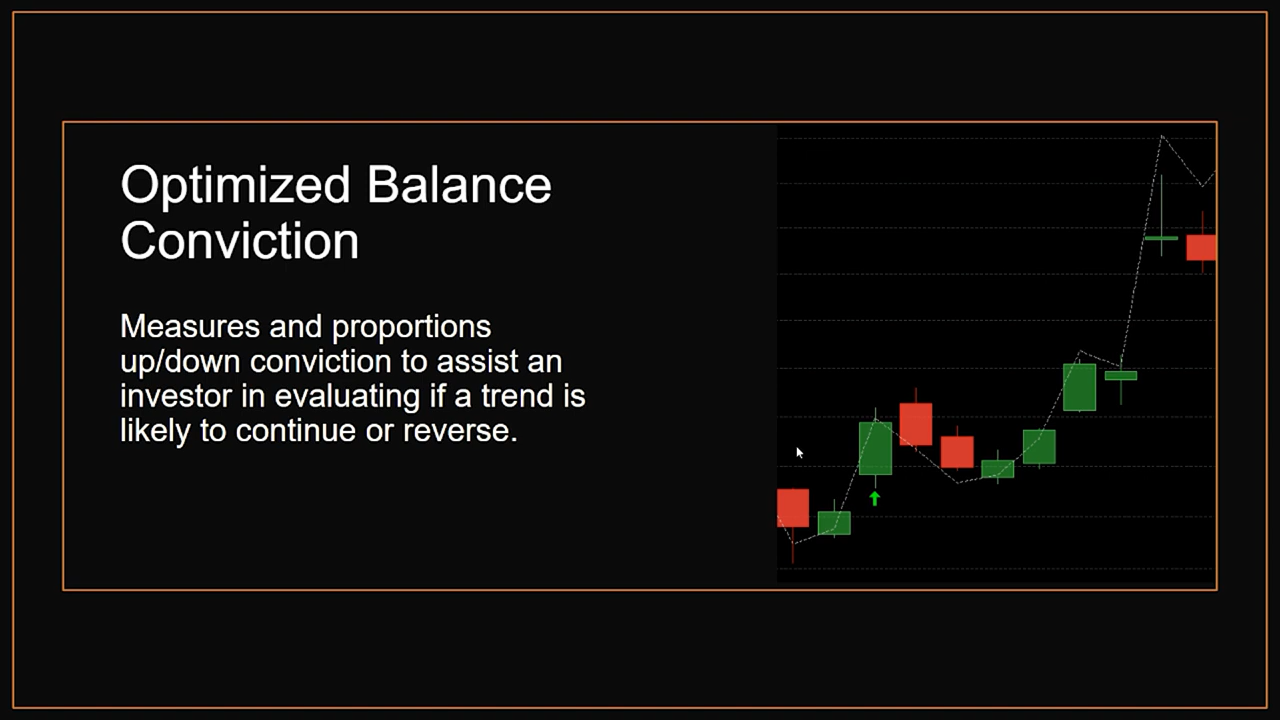 Optimized Balance
Conviction
Measures and proportions
up/down conviction to assist an
investor in evaluating if a trend is
likely to continue or reverse.